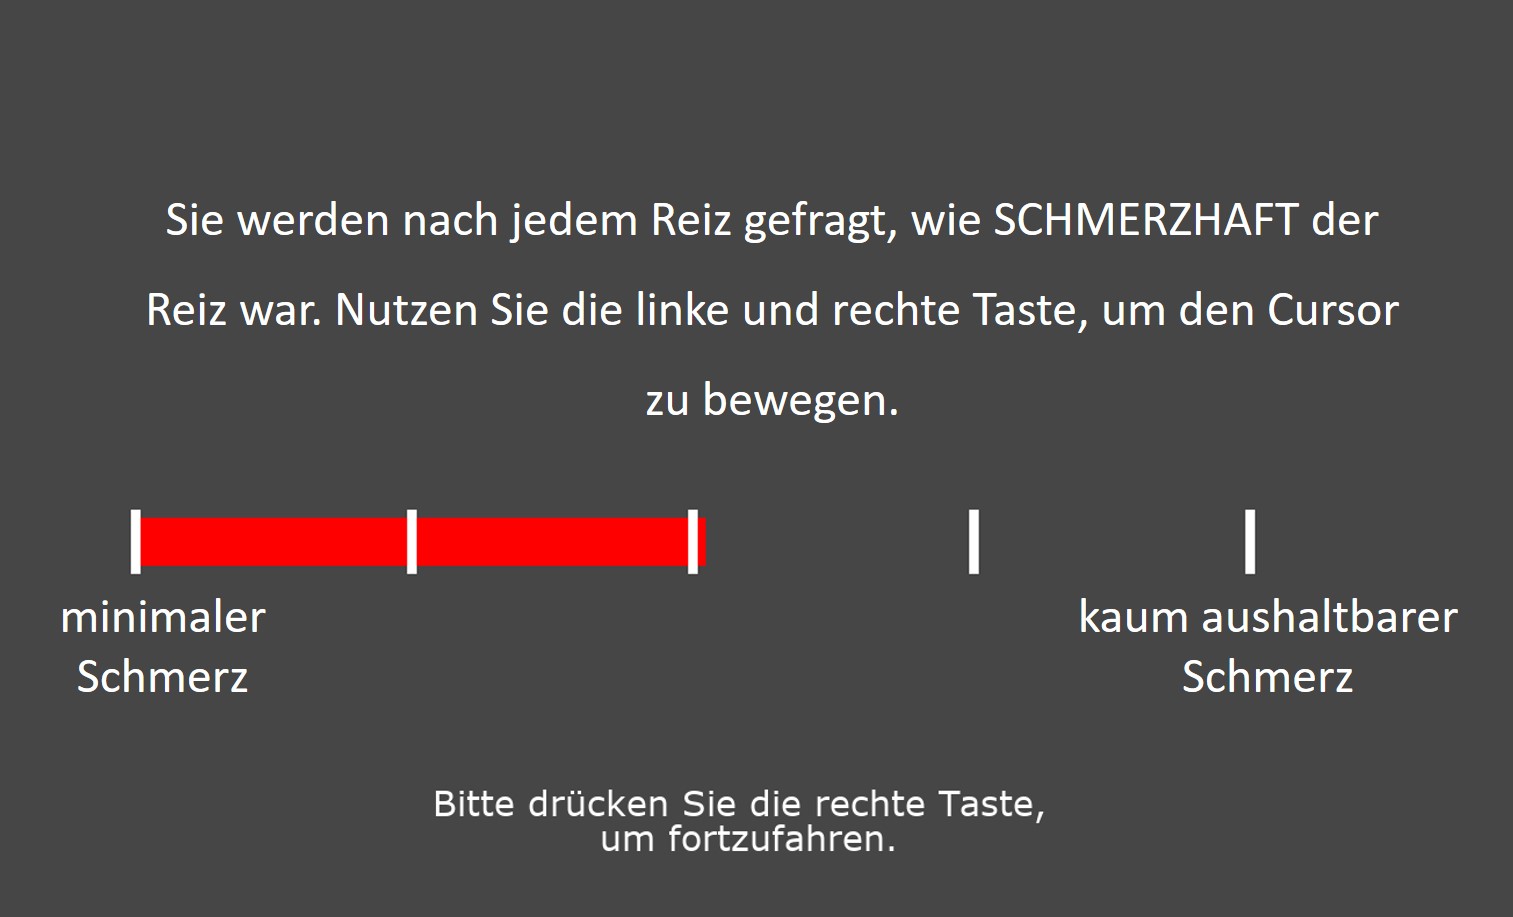 Sie werden nach jedem Reiz gefragt, wie SCHMERZHAFT der
Reiz war. Nutzen Sie die linke und rechte Taste, um den Cursor
zu bewegen.
minimaler
Schmerz
kaum aushaltbarer
Schmerz
Bitte drücken Sie die rechte Taste,
um fortzufahren.